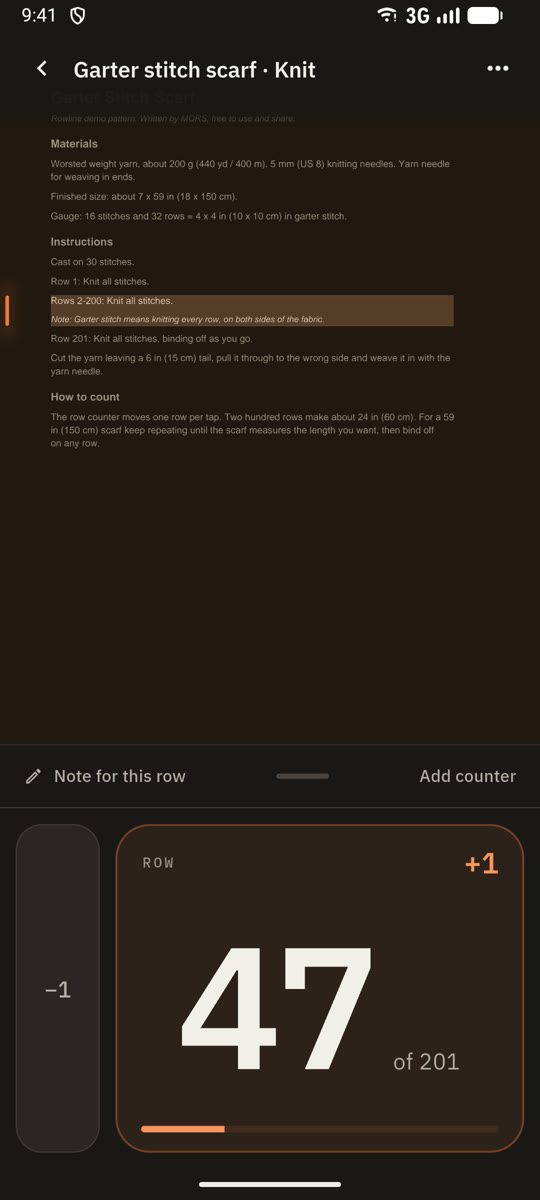 9:41
3G
Garter stitch scarf · Knit
Garter Stitch Scarf
Rowline demo pattern. Written by MDRS, free to use and share.
Materials
Worsted weight yarn, about 200 g (440 yd / 400 m). 5 mm (US 8) knitting needles. Yarn needle
for weaving in ends.
Finished size: about 7 x 59 in (18 x 150 cm).
Gauge: 16 stitches and 32 rows = 4 x 4 in (10 x 10 cm) in garter stitch.
Instructions
Cast on 30 stitches.
Row 1: Knit all stitches.
Rows 2-200: Knit all stitches.
Note: Garter stitch means knitting every row, on both sides of the fabric.
Row 201: Knit all stitches, binding off as you go.
Cut the yarn leaving a 6 in (15 cm) tail, pull it through to the wrong side and weave it in with the
yarn needle.
How to count
The row counter moves one row per tap. Two hundred rows make about 24 in (60 cm). For a 59
in (150 cm) scarf keep repeating until the scarf measures the length you want, then bind off
on any row.
Note for this row
Add counter
ROW
+1
−1
47
of 201